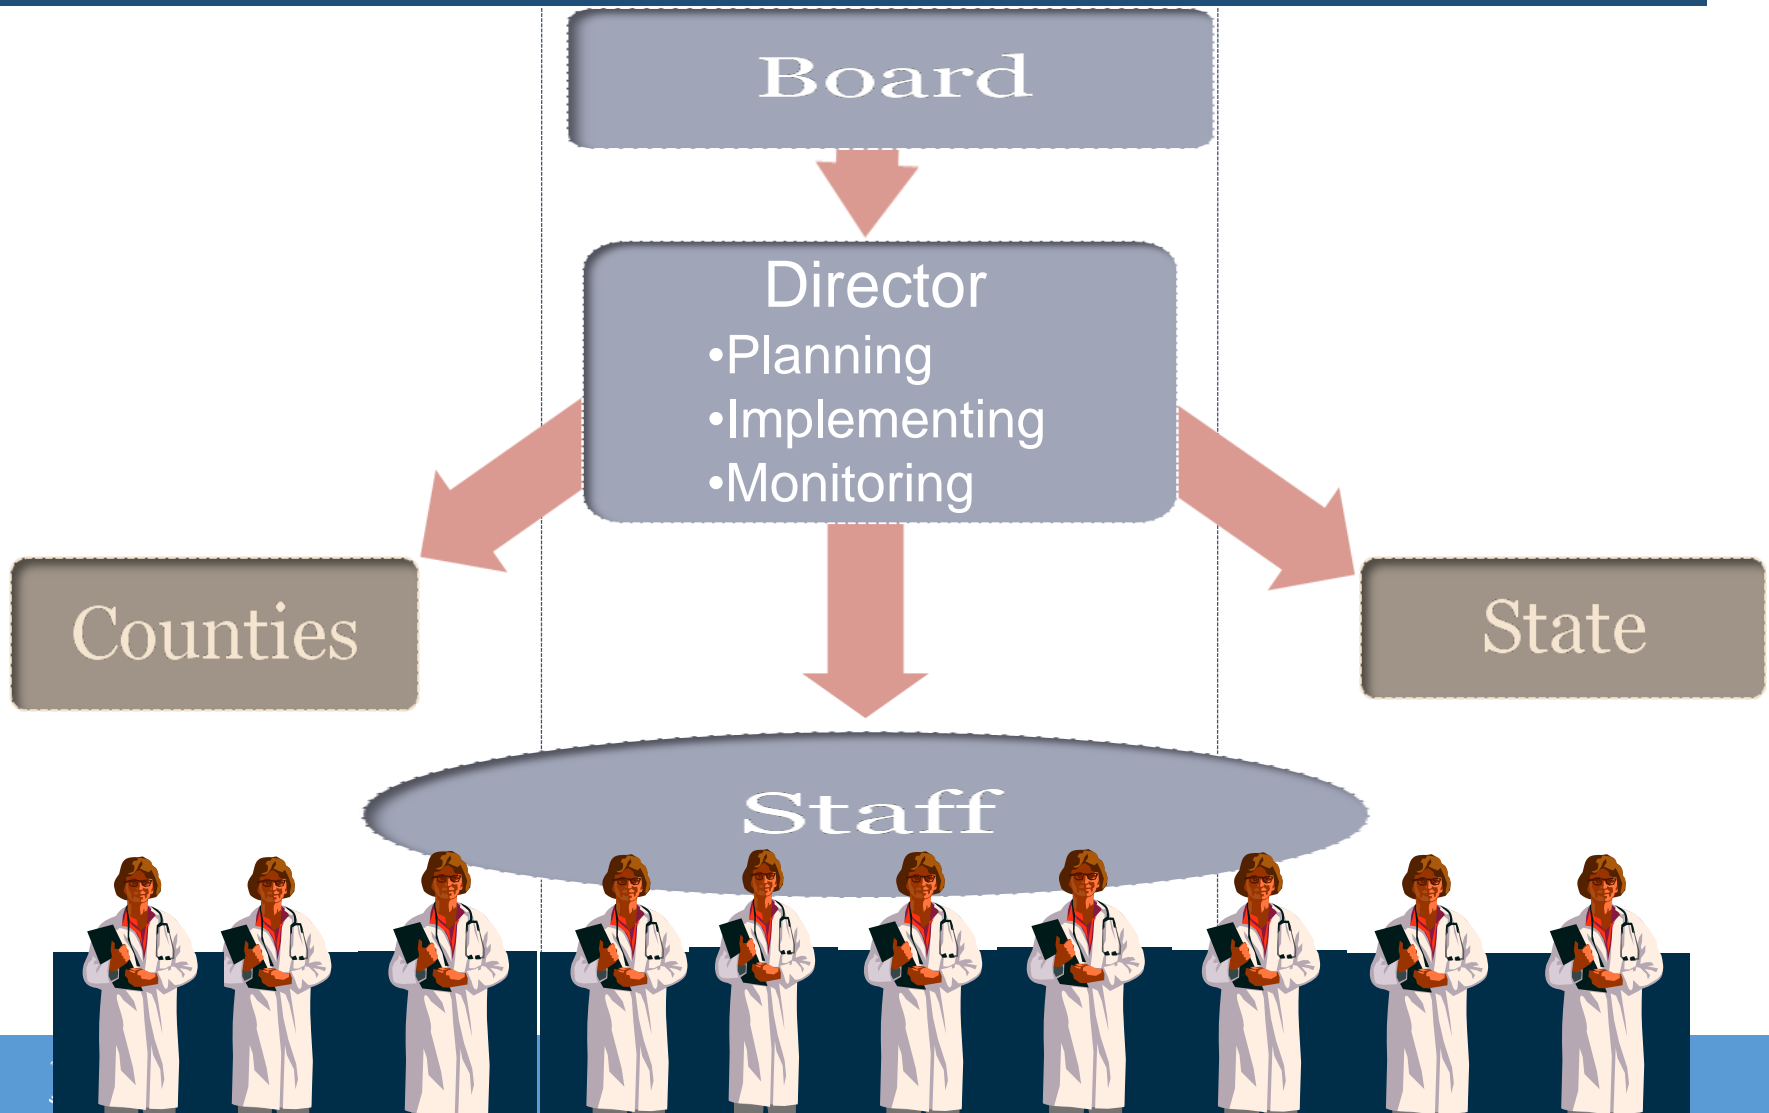 Board
Director
•Planning
•Implementing
•Monitoring
Counties
State
Staff